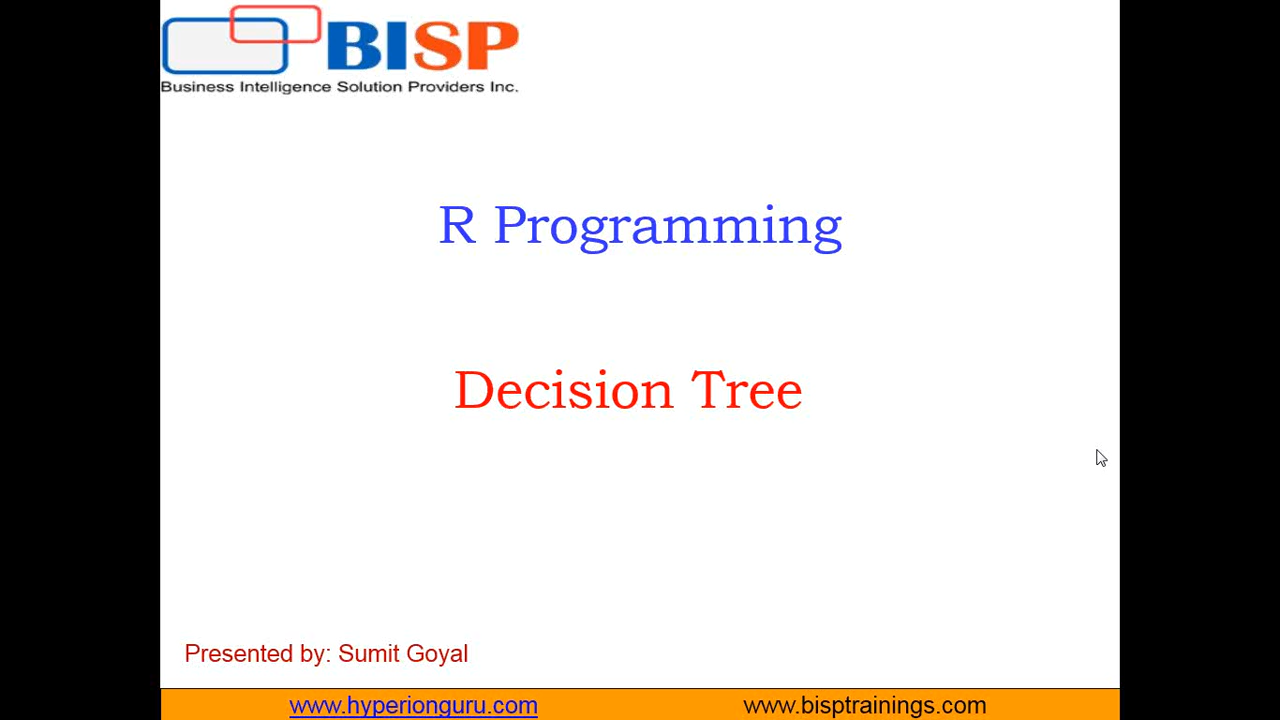 BISP
Business Intelligence Solution Providers Inc.
R Programming
Decision Tree
Presented by: Sumit Goyal
www.hyperionguru.com www.bisptrainings.com